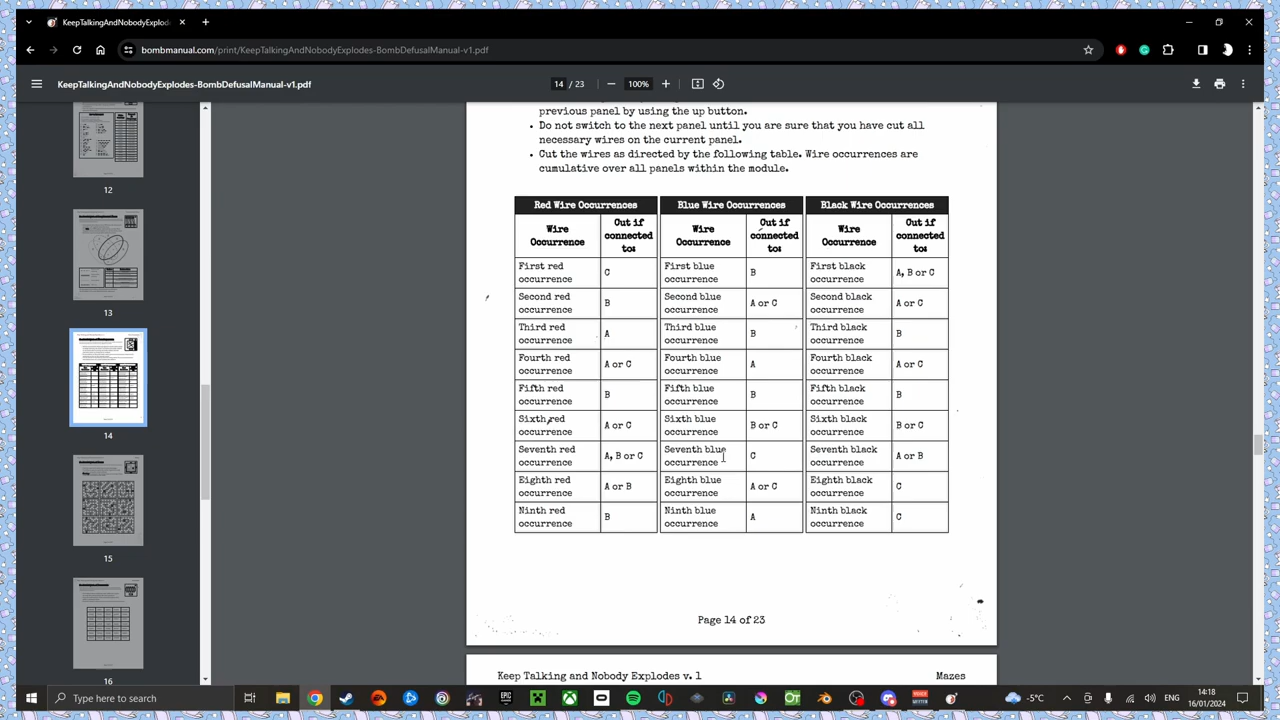 KeepTalkingAndNobodyExplod
bombmanual.com/print/KeepTalkingAndNobodyExplodes-BombDefusalManual-v1.pdf
KeepTalkingAndNobodyExplodes-BombDefusalManual-v1.pdf
14 / 23
100%
12
13
14
15
16
previous panel by using the up button.
• Do not switch to the next panel until you are sure that you have cut all
necessary wires on the current panel.
• Cut the wires as directed by the following table. Wire occurrences are
cumulative over all panels within the module.
Red Wire Occurrences
Wire Occurrence Cut if connected to:
First red occurrence C
Second red occurrence B
Third red occurrence A
Fourth red occurrence A or C
Fifth red occurrence B
Sixth red occurrence A or C
Seventh red occurrence A, B or C
Eighth red occurrence A or B
Ninth red occurrence B
Blue Wire Occurrences
Wire Occurrence Cut if connected to:
First blue occurrence B
Second blue occurrence A or C
Third blue occurrence B
Fourth blue occurrence A
Fifth blue occurrence B
Sixth blue occurrence B or C
Seventh blue occurrence C
Eighth blue occurrence A or C
Ninth blue occurrence A
Black Wire Occurrences
Wire Occurrence Cut if connected to:
First black occurrence A, B or C
Second black occurrence A or C
Third black occurrence B
Fourth black occurrence A or C
Fifth black occurrence B
Sixth black occurrence B or C
Seventh black occurrence A or B
Eighth black occurrence C
Ninth black occurrence C
Page 14 of 23
Keep Talking and Nobody Explodes v. 1 Mazes
Type here to search
-5°C
ENG
14:18
16/01/2024